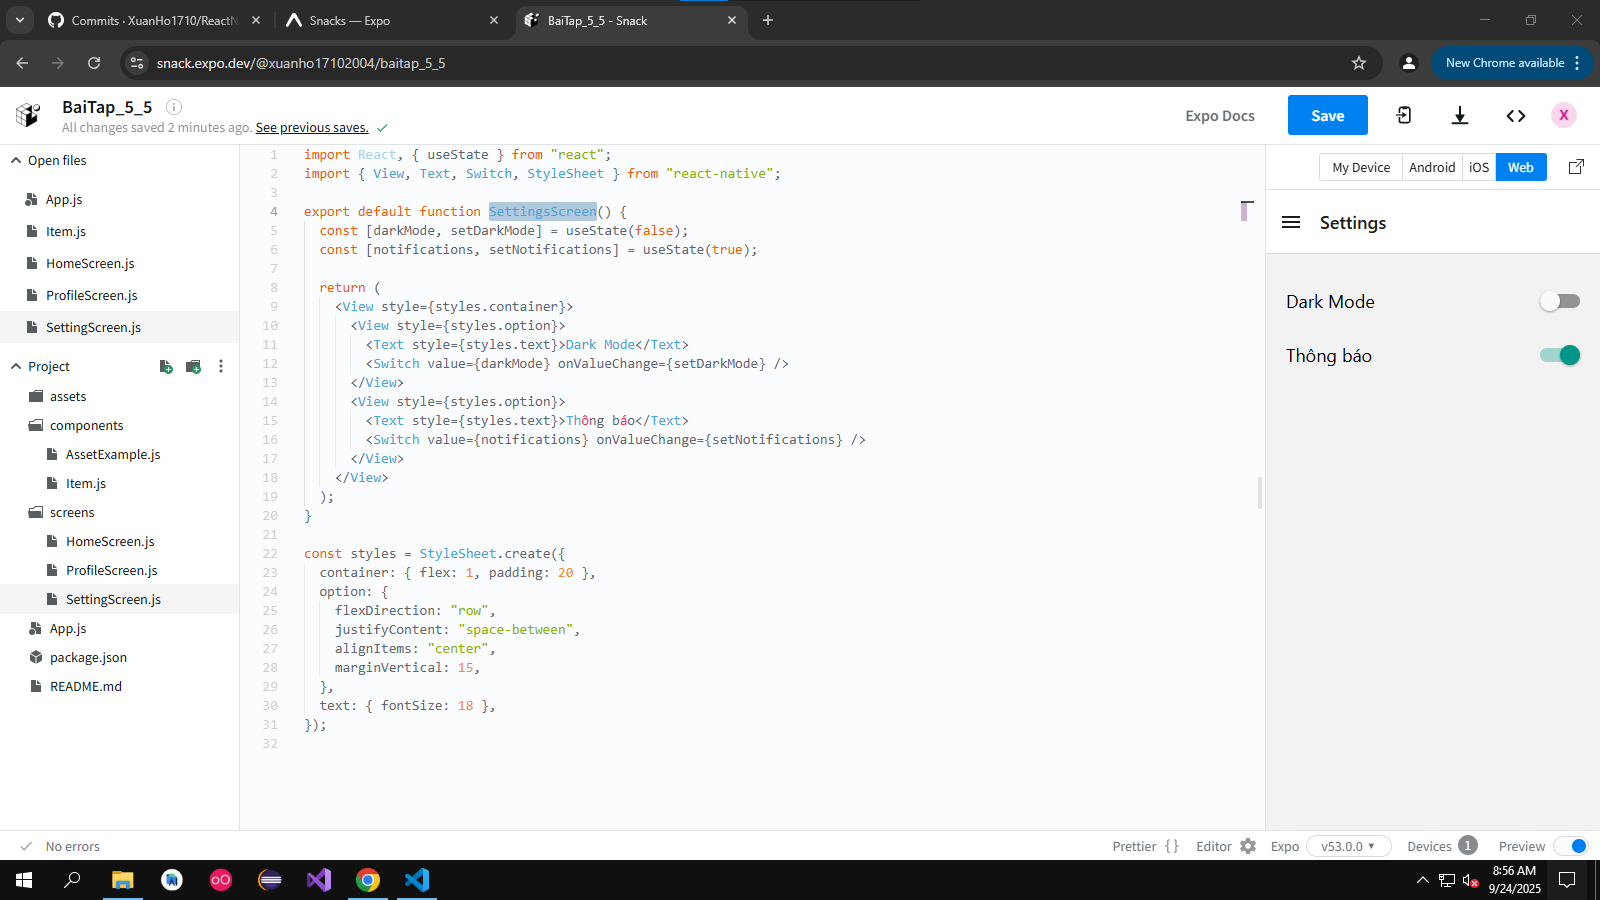 Commits · XuanHo1710/ReactN
Snacks — Expo
BaiTap_5_5 - Snack
snack.expo.dev/@xuanho17102004/baitap_5_5
New Chrome available
BaiTap_5_5
All changes saved 2 minutes ago. See previous saves.
Expo Docs
Save
X
Open files
App.js
Item.js
HomeScreen.js
ProfileScreen.js
SettingScreen.js
Project
assets
components
AssetExample.js
Item.js
screens
HomeScreen.js
ProfileScreen.js
SettingScreen.js
App.js
package.json
README.md
1 import React, { useState } from "react";
2 import { View, Text, Switch, StyleSheet } from "react-native";
3
4 export default function SettingsScreen() {
5 const [darkMode, setDarkMode] = useState(false);
6 const [notifications, setNotifications] = useState(true);
7
8 return (
9 <View style={styles.container}>
10 <View style={styles.option}>
11 <Text style={styles.text}>Dark Mode</Text>
12 <Switch value={darkMode} onValueChange={setDarkMode} />
13 </View>
14 <View style={styles.option}>
15 <Text style={styles.text}>Thông báo</Text>
16 <Switch value={notifications} onValueChange={setNotifications} />
17 </View>
18 </View>
19 );
20 }
21
22 const styles = StyleSheet.create({
23 container: { flex: 1, padding: 20 },
24 option: {
25 flexDirection: "row",
26 justifyContent: "space-between",
27 alignItems: "center",
28 marginVertical: 15,
29 },
30 text: { fontSize: 18 },
31 });
32
My Device Android iOS Web
Settings
Dark Mode
Thông báo
No errors
Prettier { } Editor Expo v53.0.0 Devices 1 Preview
8:56 AM
9/24/2025